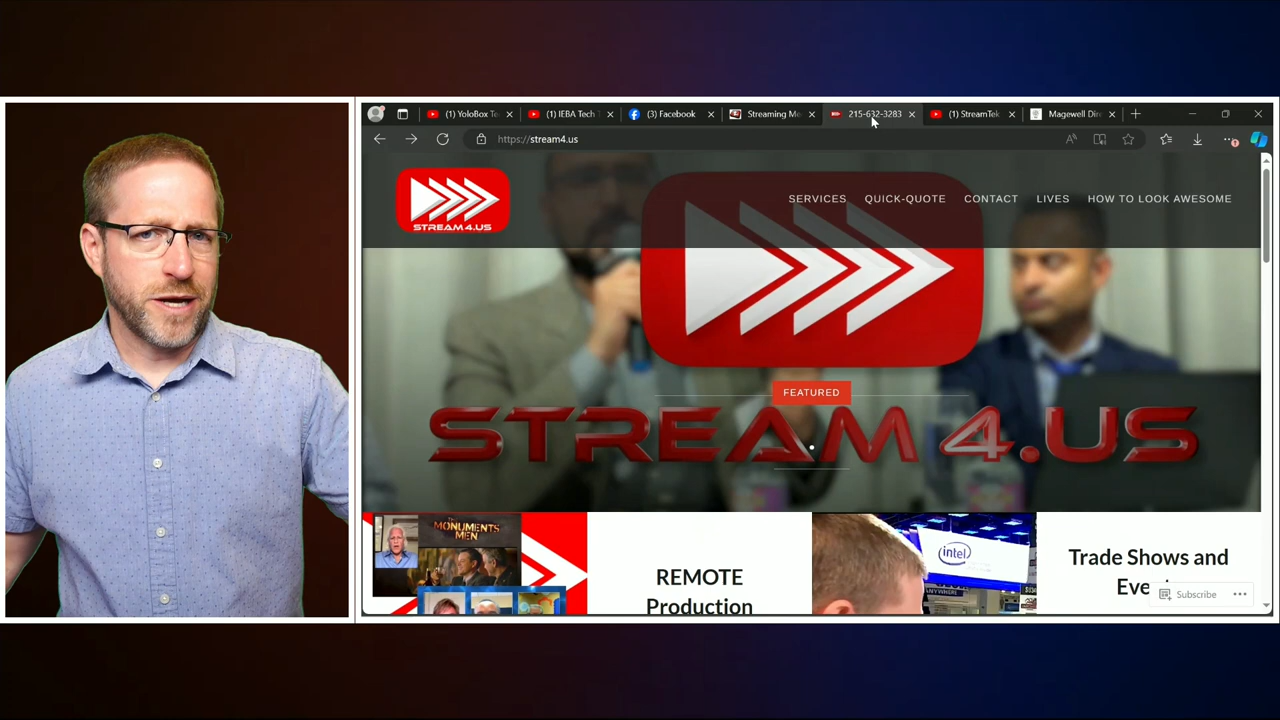 (1) YoloBox Te
(1) IEBA Tech T
(3) Facebook
Streaming Me
215-632-3283
(1) StreamTek
Magewell Dire
https://stream4.us
STREAM4.US
SERVICES QUICK-QUOTE CONTACT LIVES HOW TO LOOK AWESOME
FEATURED
STREAM 4.US
MONUMENTS
MEN
REMOTE
Production
intel
ANYWHERE
Trade Shows and
Subscribe